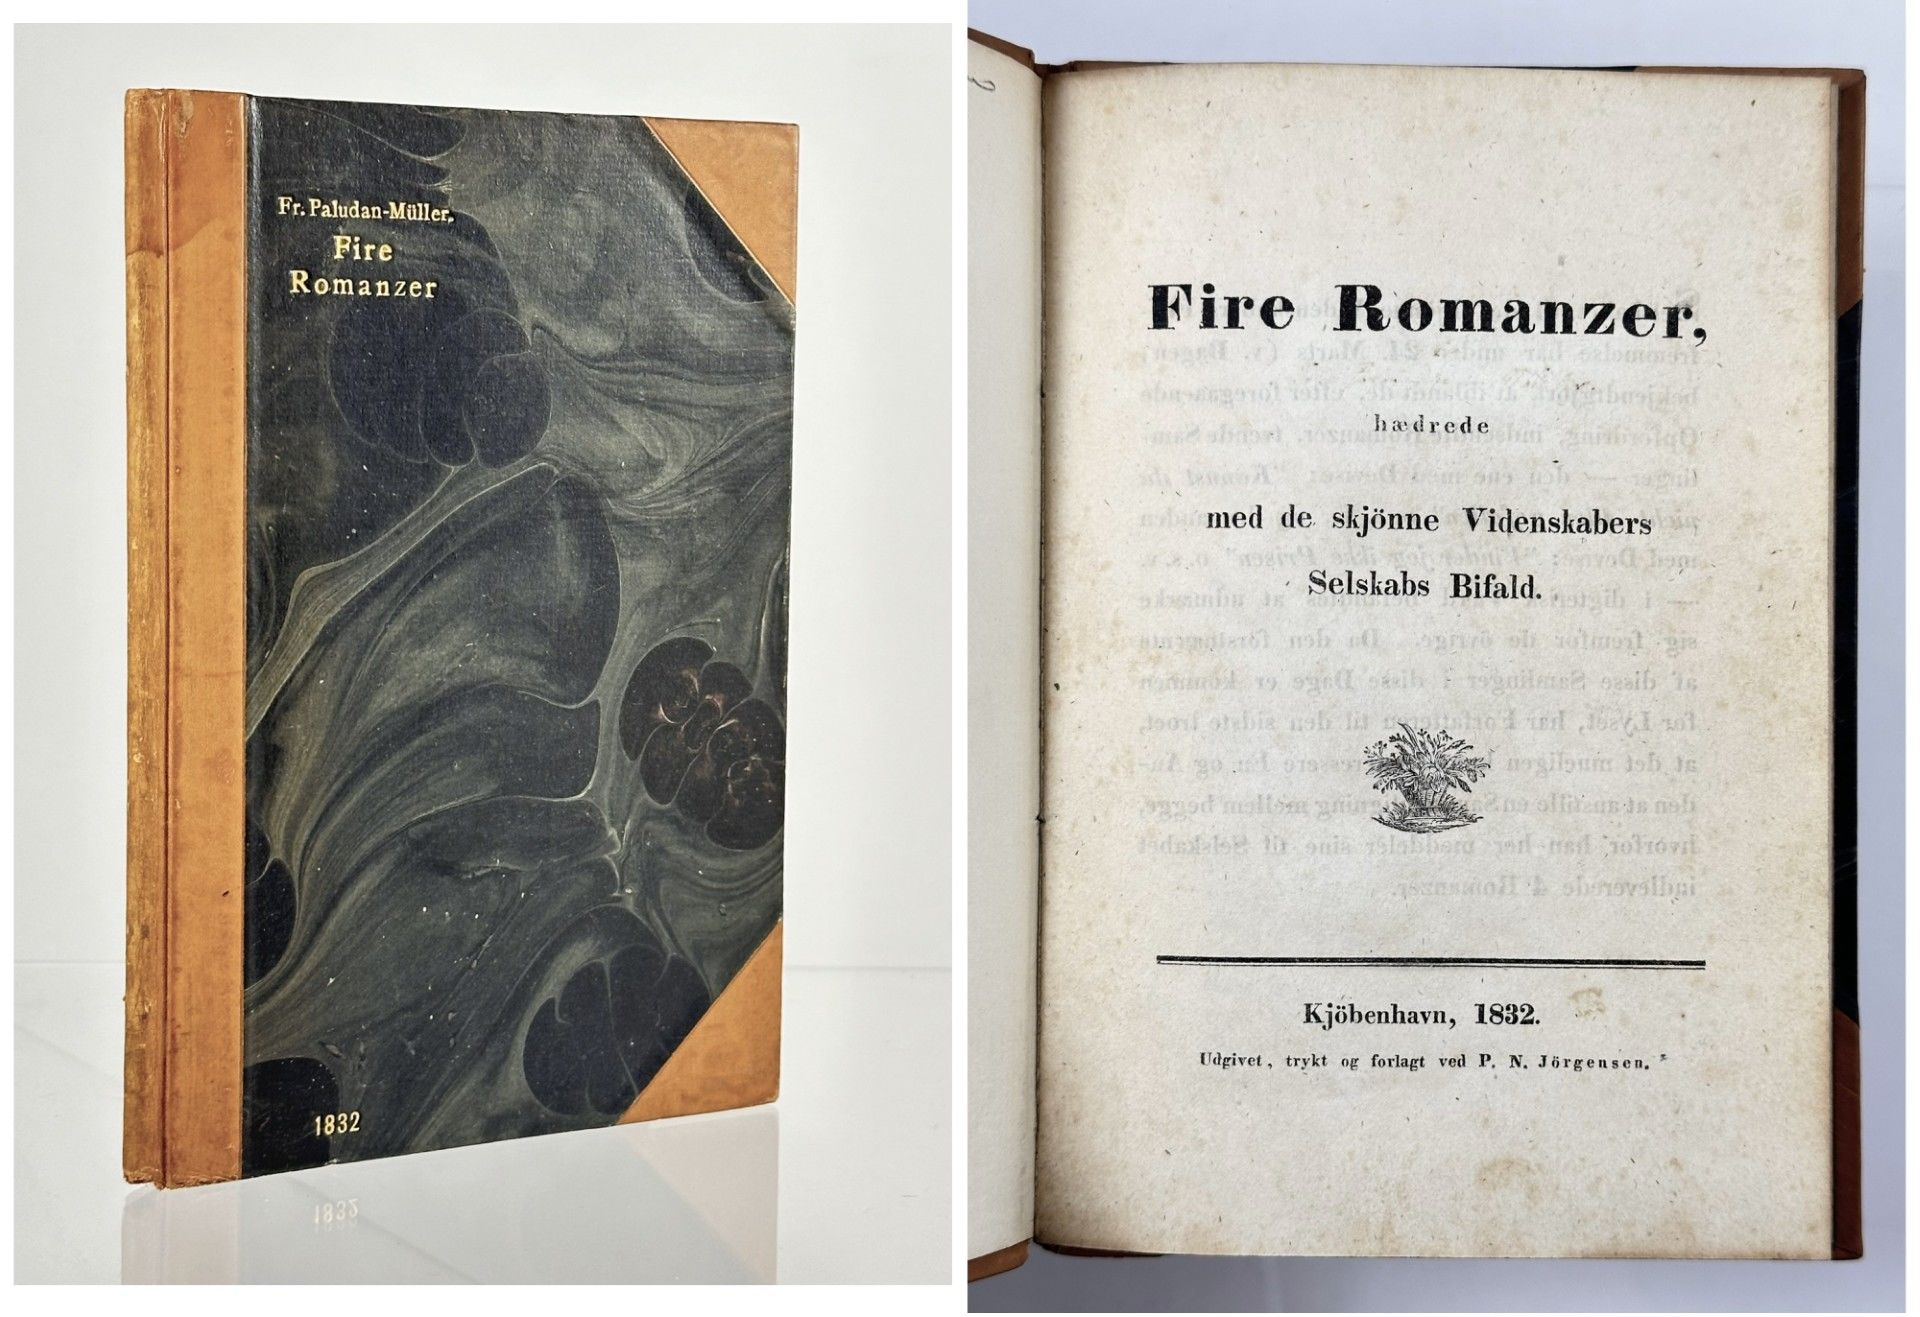 Fr. Paludan-Müller.
Fire
Romanzer
1832
Fire Romanzer,
hædrede
med de skjönne Videnskabers
Selskabs Bifald.
Kjöbenhavn, 1832.
Udgivet, trykt og forlagt ved P. N. Jörgensen.